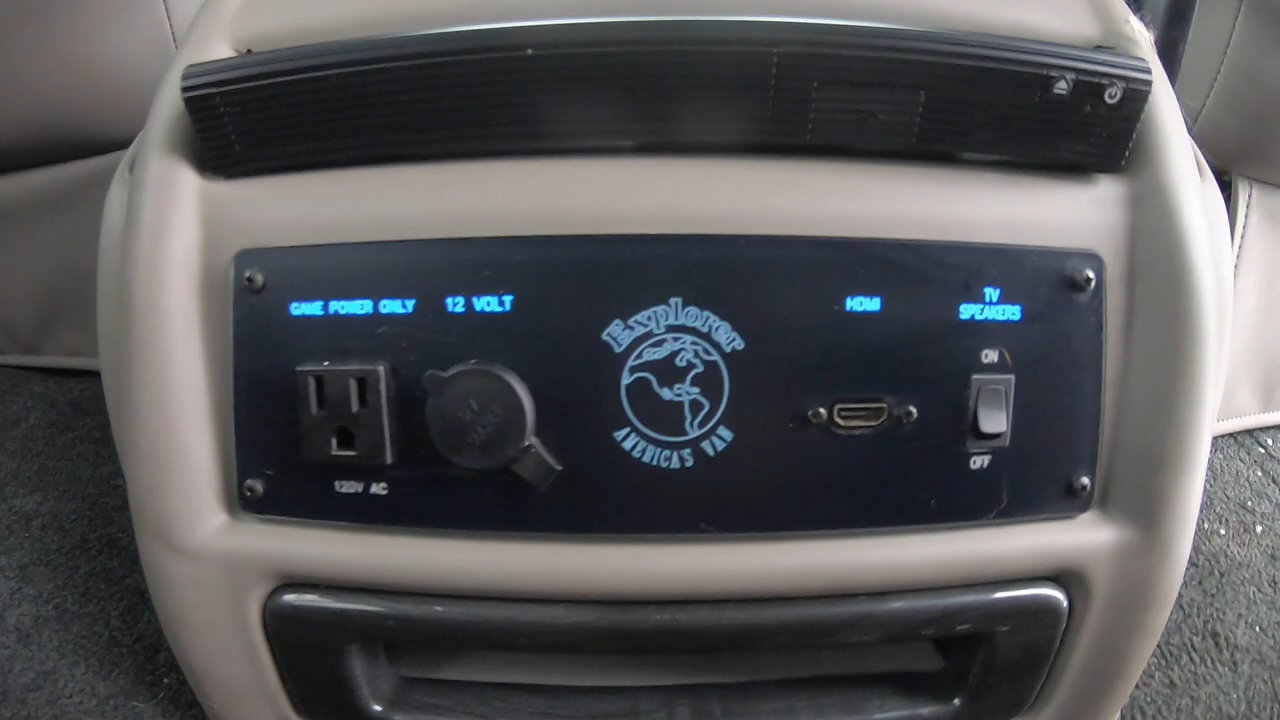 GAME POWER ONLY
12 VOLT
HDMI
TV
SPEAKERS
Explorer
AMERICA'S VAN
ON
OFF
120V AC